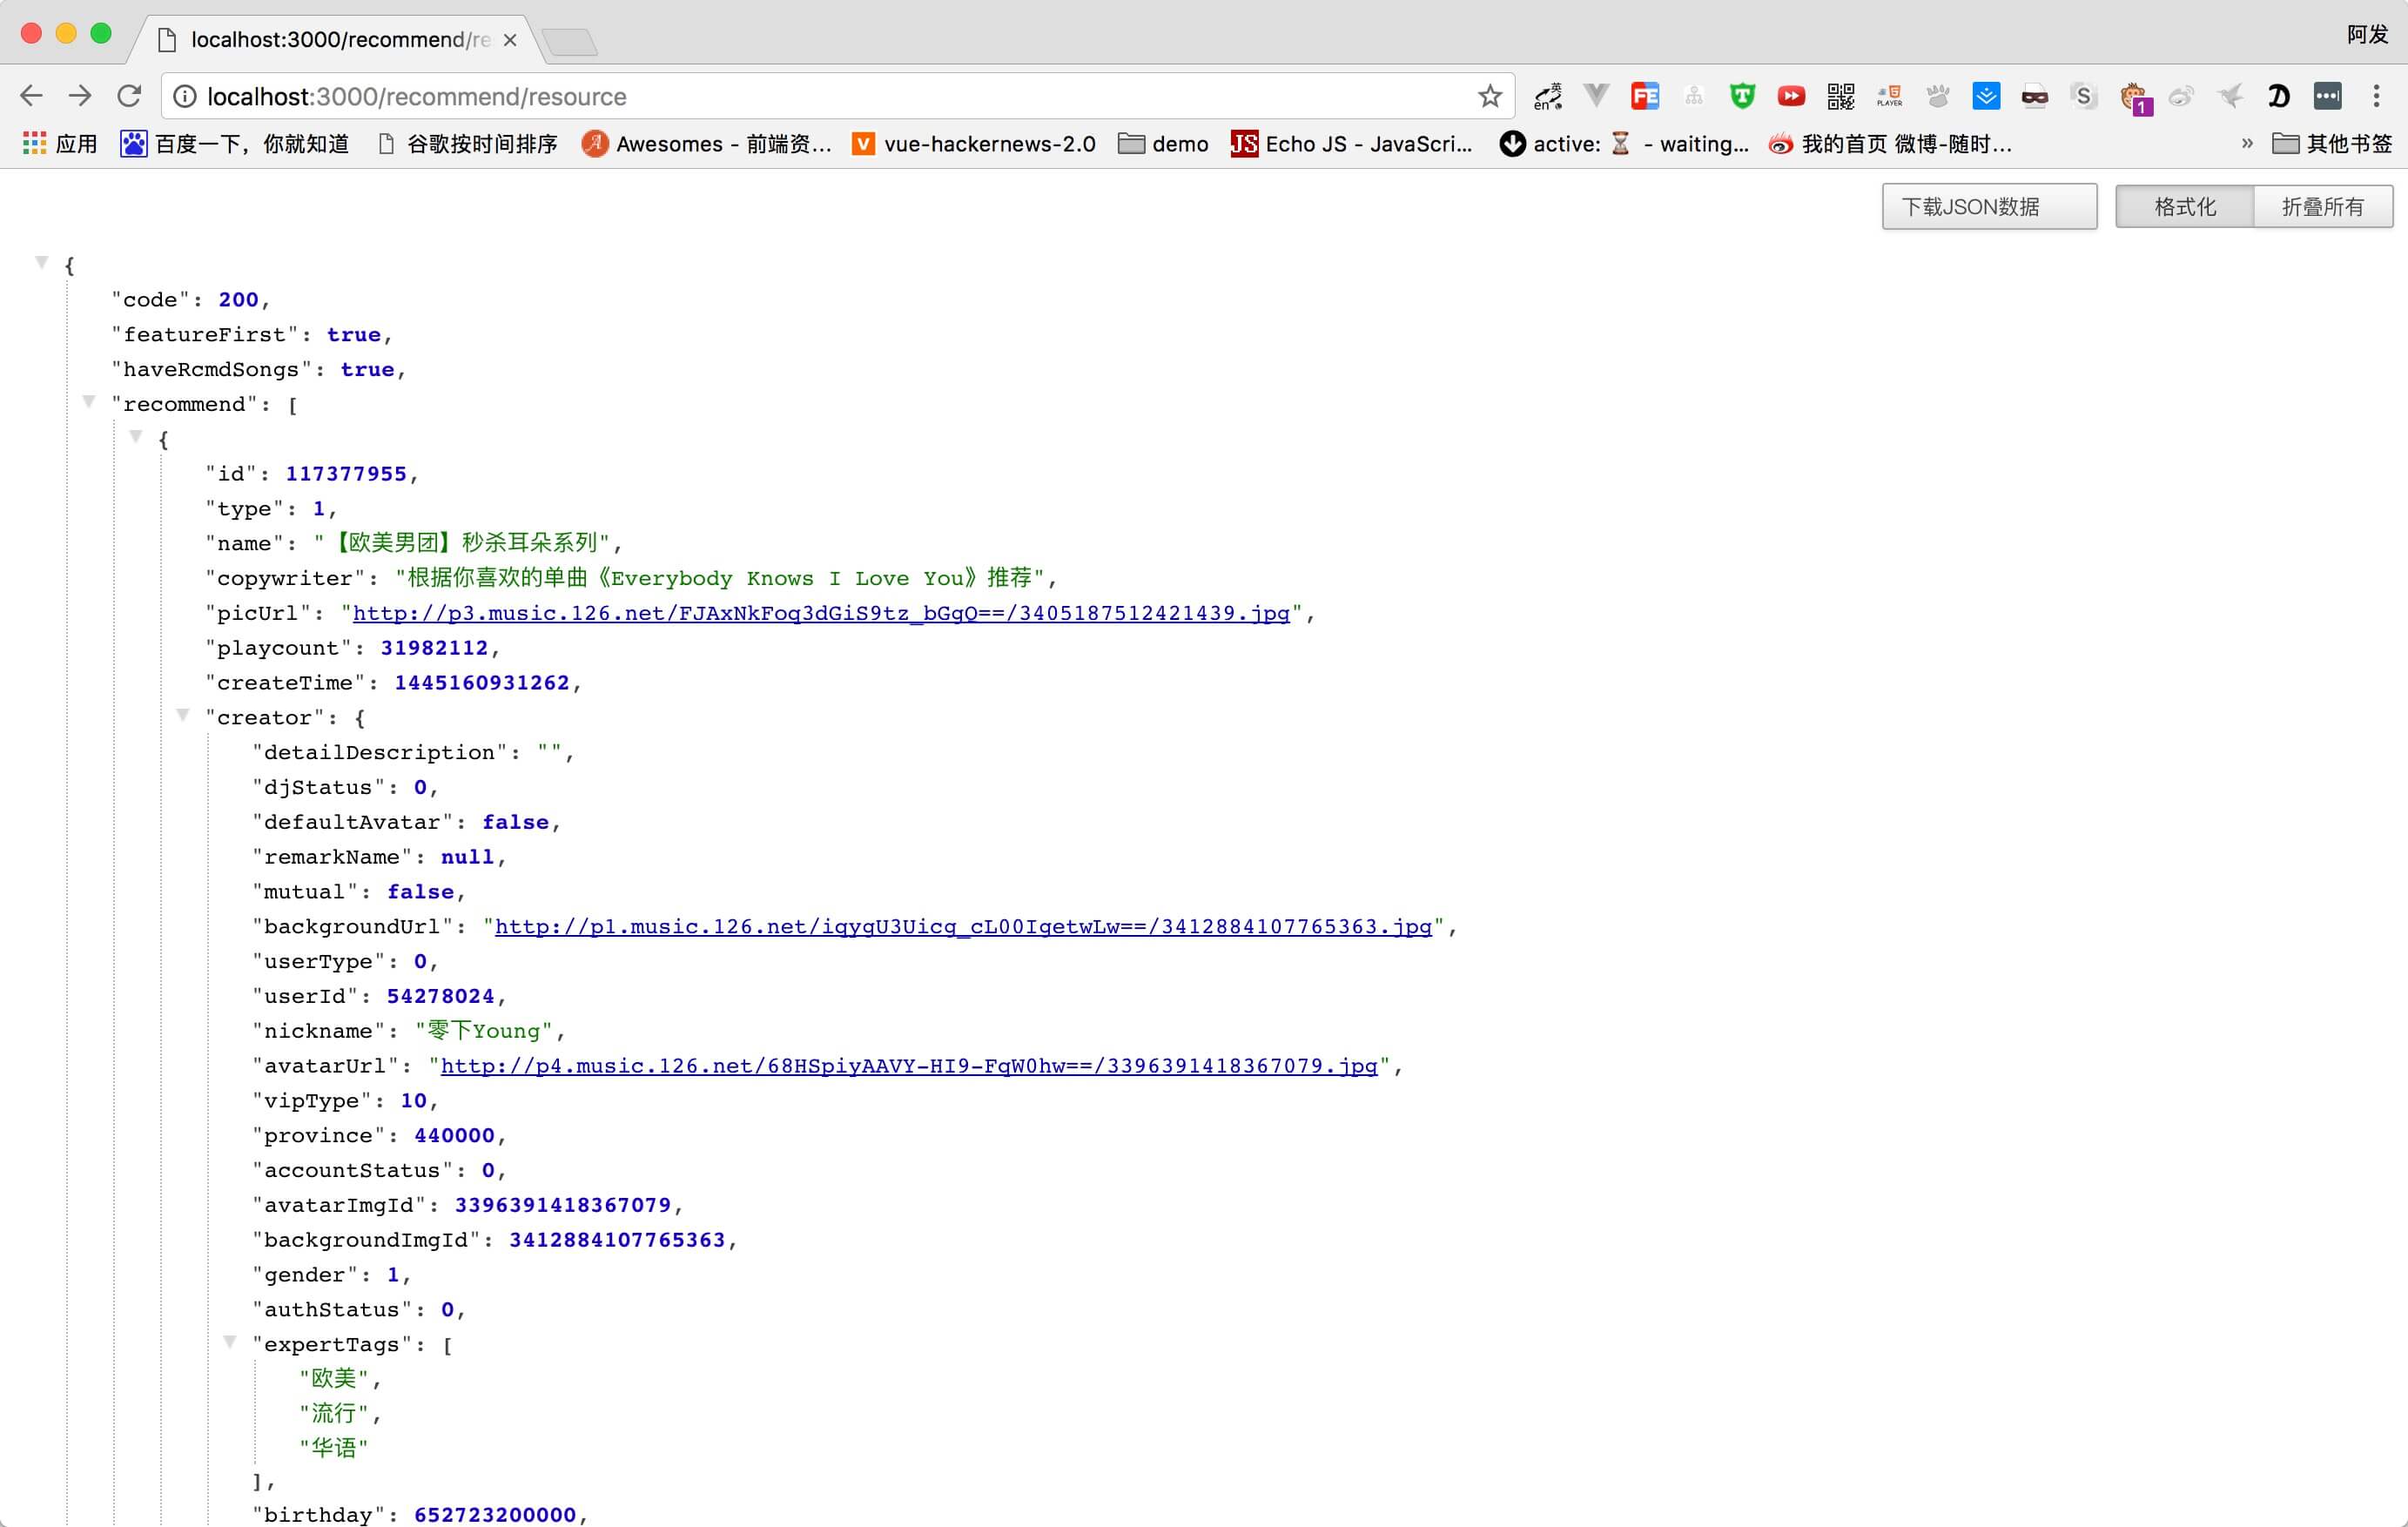 localhost:3000/recommend/re
阿发
localhost:3000/recommend/resource
英
en
FE
T
PLAYER
S
1
应用
百度一下，你就知道
谷歌按时间排序
Awesomes - 前端资...
vue-hackernews-2.0
demo
JS
Echo JS - JavaScri...
active: ⌛ - waiting...
我的首页 微博-随时...
»
其他书签
下载JSON数据
格式化
折叠所有
{
"code": 200,
"featureFirst": true,
"haveRcmdSongs": true,
"recommend": [
{
"id": 117377955,
"type": 1,
"name": "【欧美男团】秒杀耳朵系列",
"copywriter": "根据你喜欢的单曲《Everybody Knows I Love You》推荐",
"picUrl": "http://p3.music.126.net/FJAxNkFoq3dGiS9tz_bGgQ==/3405187512421439.jpg",
"playcount": 31982112,
"createTime": 1445160931262,
"creator": {
"detailDescription": "",
"djStatus": 0,
"defaultAvatar": false,
"remarkName": null,
"mutual": false,
"backgroundUrl": "http://p1.music.126.net/iqygU3Uicg_cL00IgetwLw==/3412884107765363.jpg",
"userType": 0,
"userId": 54278024,
"nickname": "零下Young",
"avatarUrl": "http://p4.music.126.net/68HSpiyAAVY-HI9-FqW0hw==/3396391418367079.jpg",
"vipType": 10,
"province": 440000,
"accountStatus": 0,
"avatarImgId": 3396391418367079,
"backgroundImgId": 3412884107765363,
"gender": 1,
"authStatus": 0,
"expertTags": [
"欧美",
"流行",
"华语"
],
"birthday": 652723200000,